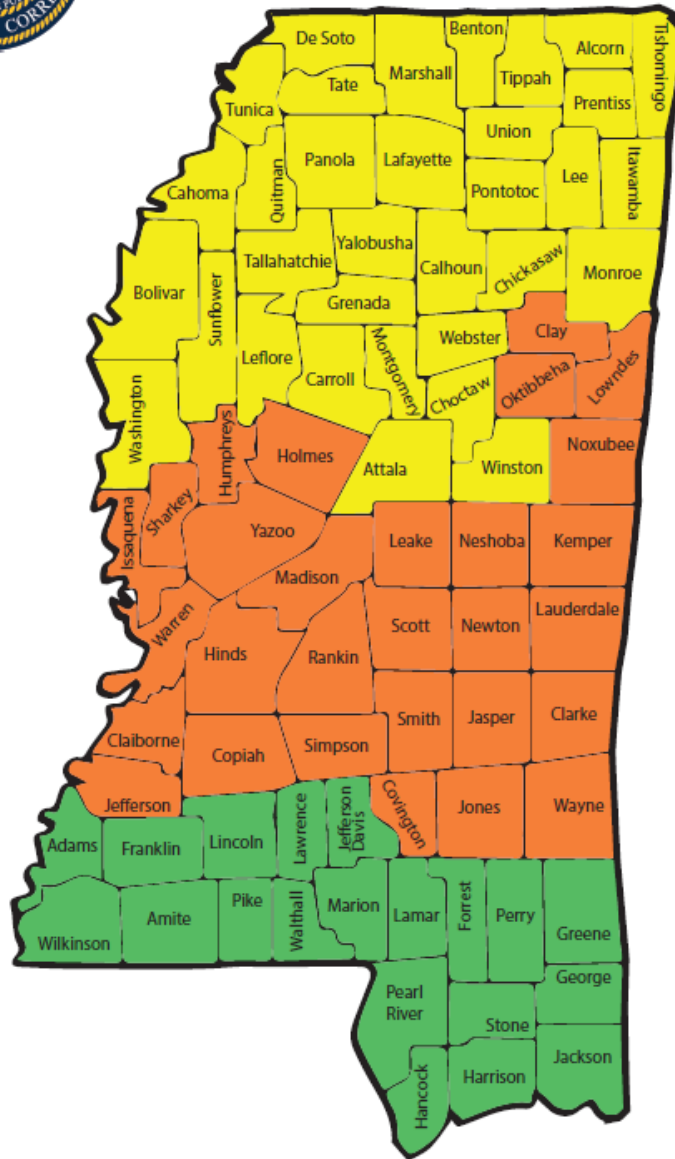 CORRE
De Soto
Benton
Alcorn
Tishomingo
Marshall
Tippah
Tate
Prentiss
Tunica
Union
Panola
Lafayette
Lee
Itawamba
Quitman
Cahoma
Pontotoc
Yalobusha
Tallahatchie
Calhoun
Chickasaw
Monroe
Bolivar
Sunflower
Grenada
Clay
Webster
Leflore
Montgomery
Carroll
Choctaw
Oktibbeha
Lowndes
Washington
Humphreys
Holmes
Noxubee
Attala
Winston
Issaquena
Sharkey
Yazoo
Leake
Neshoba
Kemper
Madison
Warren
Scott
Newton
Lauderdale
Hinds
Rankin
Smith
Jasper
Clarke
Claiborne
Copiah
Simpson
Jefferson
Covington
Jones
Wayne
Adams
Franklin
Lincoln
Lawrence
Jefferson
Davis
Wilkinson
Amite
Pike
Walthall
Marion
Lamar
Forrest
Perry
Greene
George
Pearl
River
Stone
Hancock
Harrison
Jackson